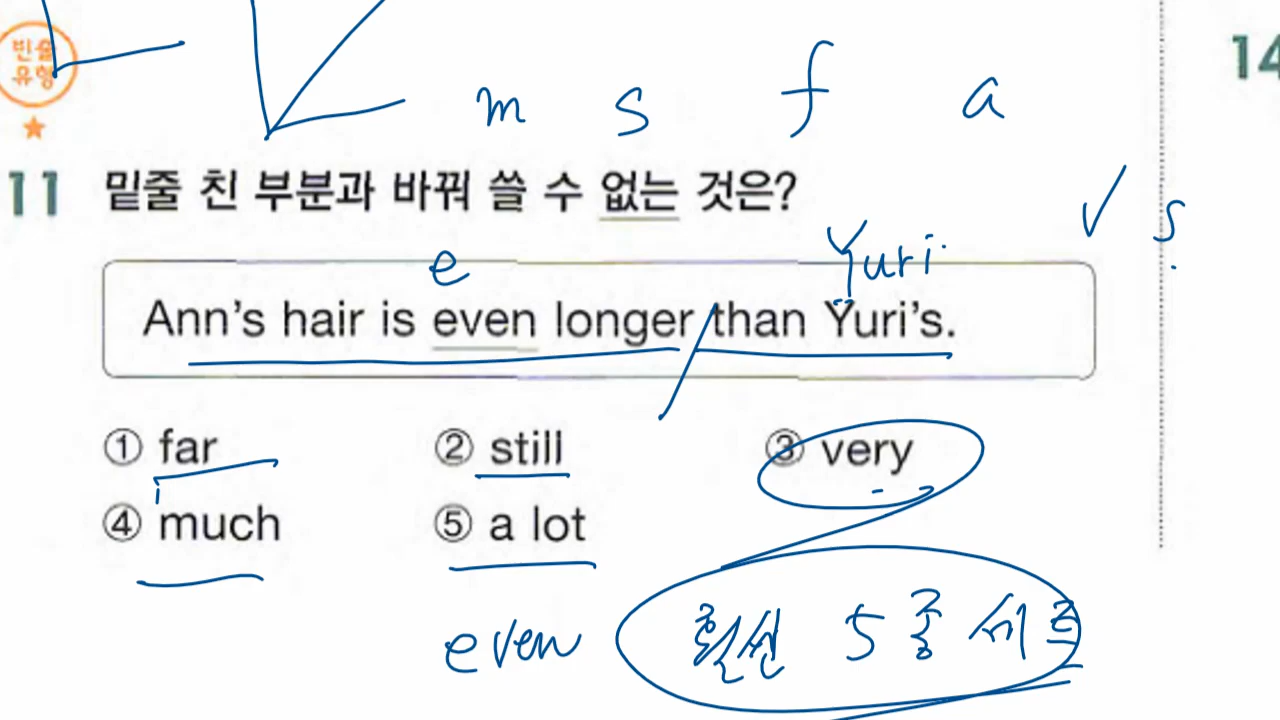 빈출
유형
m s f a
14
11 밑줄 친 부분과 바꿔 쓸 수 없는 것은?
s
e Yuri
Ann's hair is even longer than Yuri's.
① far ② still ③ very
④ much ⑤ a lot
even 훨씬 5종 세트